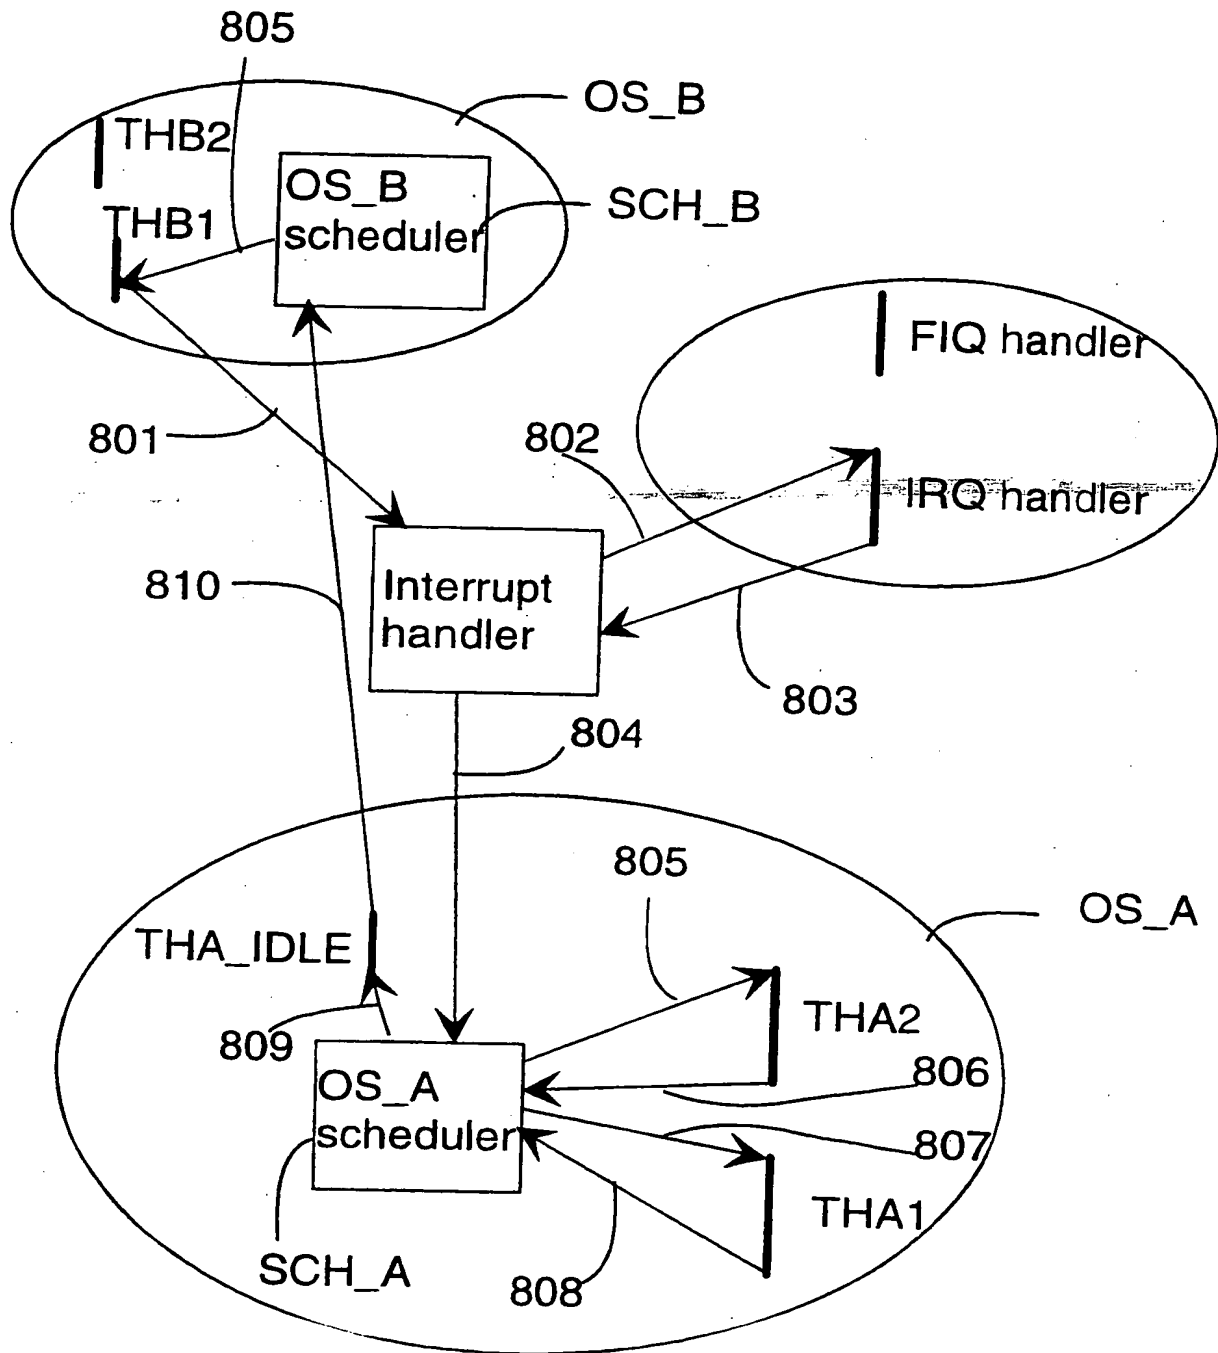 805
OS_B
THB2
OS_B
scheduler
SCH_B
THB1
FIQ handler
801
802
IRQ handler
810
Interrupt
handler
803
804
805
OS_A
THA_IDLE
THA2
809
806
OS_A
scheduler
807
THA1
SCH_A
808